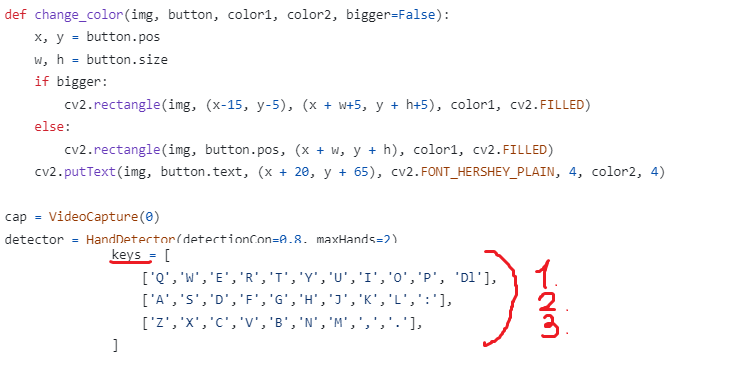 def change_color(img, button, color1, color2, bigger=False):
    x, y = button.pos
    w, h = button.size
    if bigger:
        cv2.rectangle(img, (x-15, y-5), (x + w+5, y + h+5), color1, cv2.FILLED)
    else:
        cv2.rectangle(img, button.pos, (x + w, y + h), color1, cv2.FILLED)
    cv2.putText(img, button.text, (x + 20, y + 65), cv2.FONT_HERSHEY_PLAIN, 4, color2, 4)
cap = VideoCapture(0)
detector = HandDetector(detectionCon=0.8, maxHands=2)
keys = [
    ['Q','W','E','R','T','Y','U','I','O','P', 'Dl'], 1.
    ['A','S','D','F','G','H','J','K','L',':'], 2.
    ['Z','X','C','V','B','N','M',',','.'], 3.
]